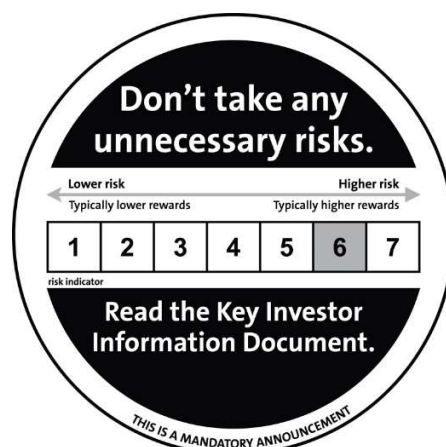 Don’t take any
unnecessary risks.
Lower risk Higher risk
Typically lower rewards Typically higher rewards
1 2 3 4 5 6 7
risk indicator
Read the Key Investor
Information Document.
THIS IS A MANDATORY ANNOUNCEMENT